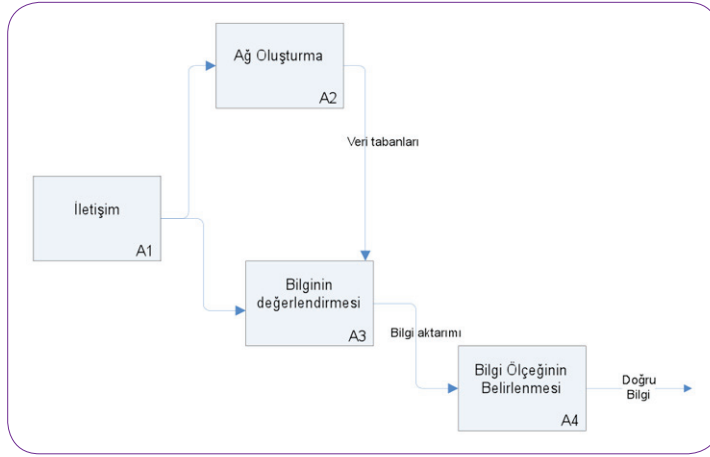 Ağ Oluşturma
A2
Veri tabanları
İletişim
A1
Bilginin
değerlendirmesi
A3
Bilgi aktarımı
Bilgi Ölçeğinin
Belirlenmesi
A4
Doğru
Bilgi